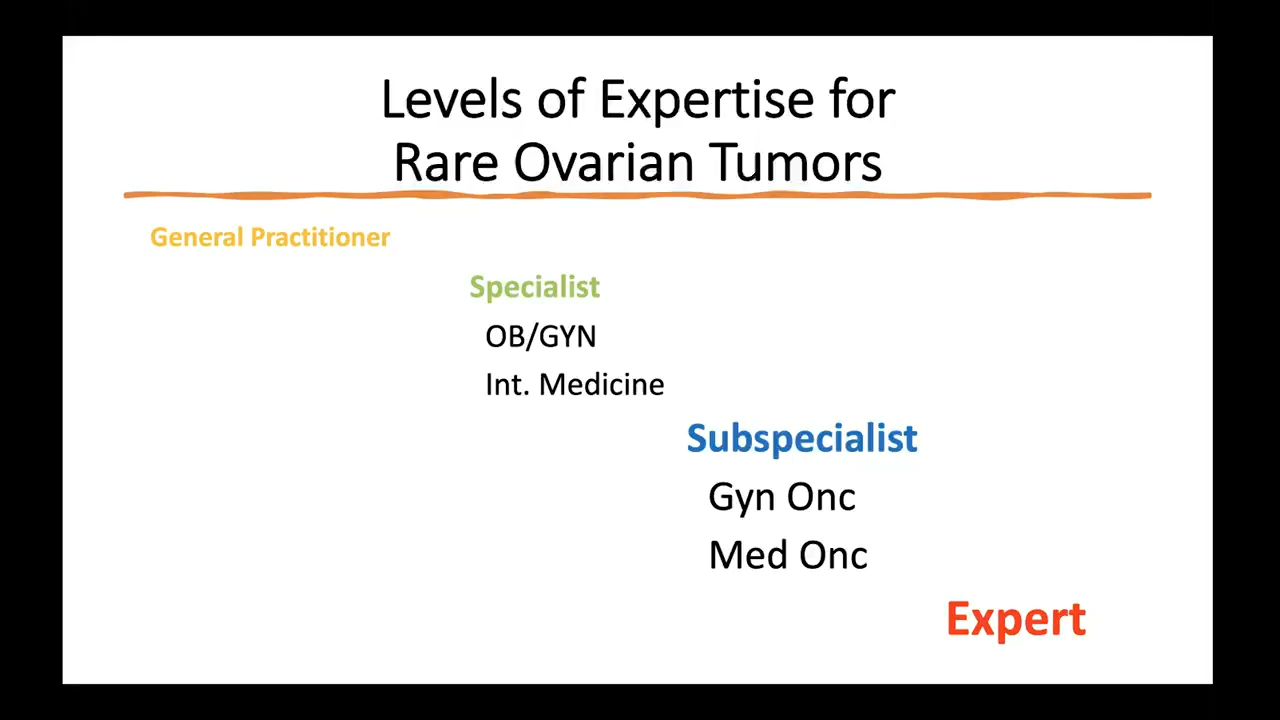 Levels of Expertise for
Rare Ovarian Tumors
General Practitioner
Specialist
OB/GYN
Int. Medicine
Subspecialist
Gyn Onc
Med Onc
Expert